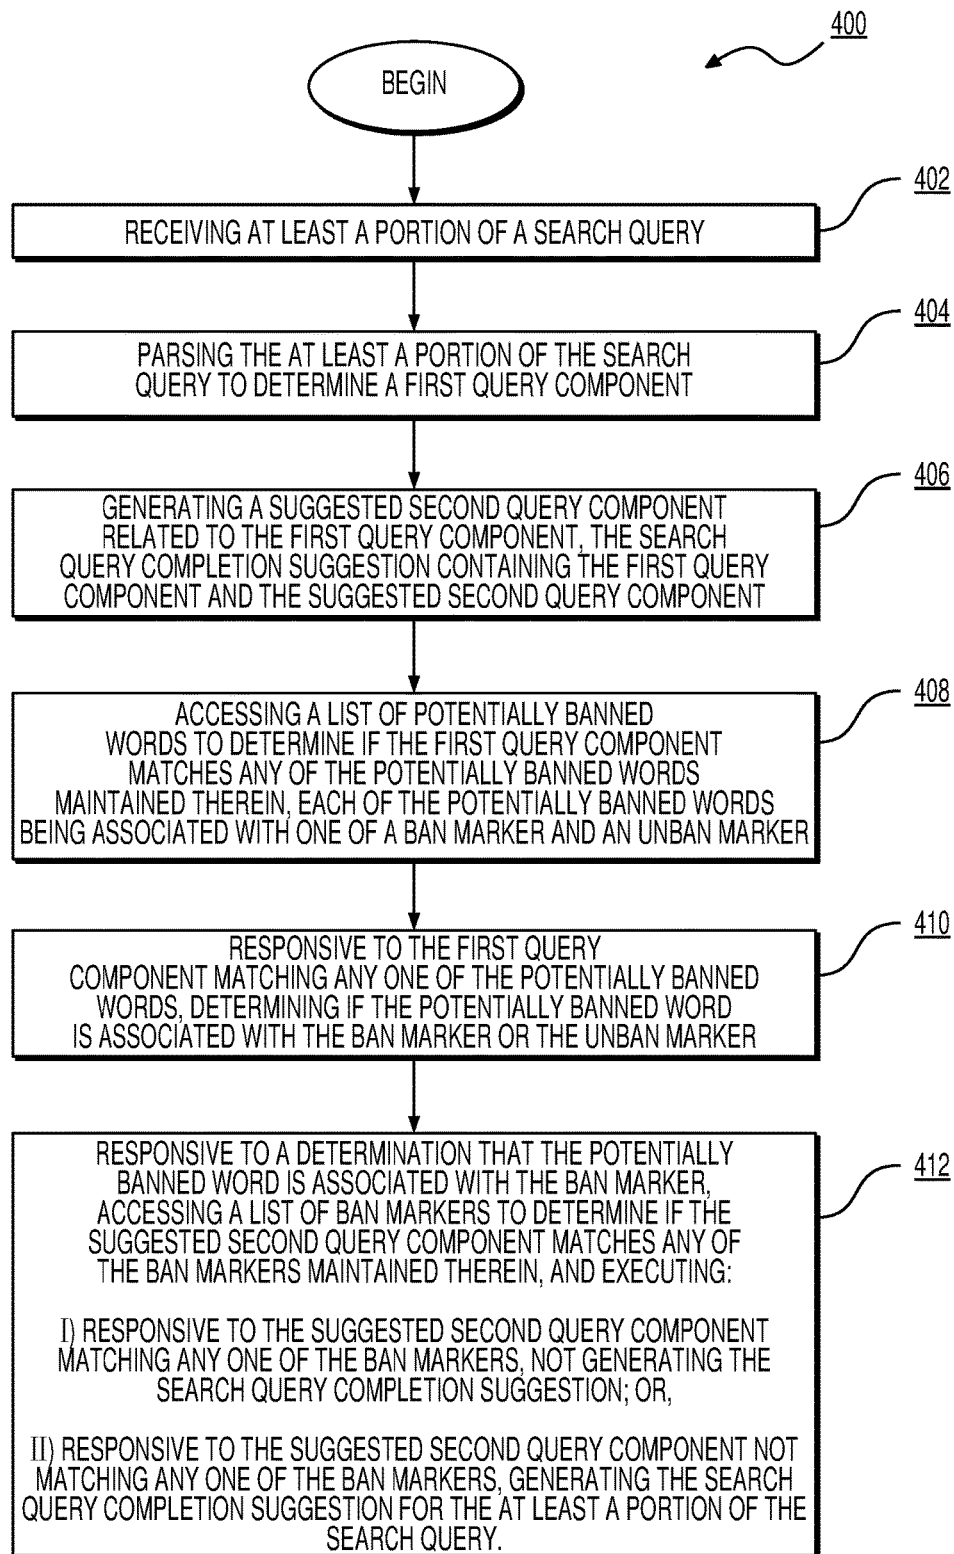 400
BEGIN
402
RECEIVING AT LEAST A PORTION OF A SEARCH QUERY
404
PARSING THE AT LEAST A PORTION OF THE SEARCH
QUERY TO DETERMINE A FIRST QUERY COMPONENT
406
GENERATING A SUGGESTED SECOND QUERY COMPONENT
RELATED TO THE FIRST QUERY COMPONENT, THE SEARCH
QUERY COMPLETION SUGGESTION CONTAINING THE FIRST QUERY
COMPONENT AND THE SUGGESTED SECOND QUERY COMPONENT
408
ACCESSING A LIST OF POTENTIALLY BANNED
WORDS TO DETERMINE IF THE FIRST QUERY COMPONENT
MATCHES ANY OF THE POTENTIALLY BANNED WORDS
MAINTAINED THEREIN, EACH OF THE POTENTIALLY BANNED WORDS
BEING ASSOCIATED WITH ONE OF A BAN MARKER AND AN UNBAN MARKER
410
RESPONSIVE TO THE FIRST QUERY
COMPONENT MATCHING ANY ONE OF THE POTENTIALLY BANNED
WORDS, DETERMINING IF THE POTENTIALLY BANNED WORD
IS ASSOCIATED WITH THE BAN MARKER OR THE UNBAN MARKER
412
RESPONSIVE TO A DETERMINATION THAT THE POTENTIALLY
BANNED WORD IS ASSOCIATED WITH THE BAN MARKER,
ACCESSING A LIST OF BAN MARKERS TO DETERMINE IF THE
SUGGESTED SECOND QUERY COMPONENT MATCHES ANY OF
THE BAN MARKERS MAINTAINED THEREIN, AND EXECUTING:
I) RESPONSIVE TO THE SUGGESTED SECOND QUERY COMPONENT
MATCHING ANY ONE OF THE BAN MARKERS, NOT GENERATING THE
SEARCH QUERY COMPLETION SUGGESTION; OR,
II) RESPONSIVE TO THE SUGGESTED SECOND QUERY COMPONENT NOT
MATCHING ANY ONE OF THE BAN MARKERS, GENERATING THE SEARCH
QUERY COMPLETION SUGGESTION FOR THE AT LEAST A PORTION OF THE
SEARCH QUERY.